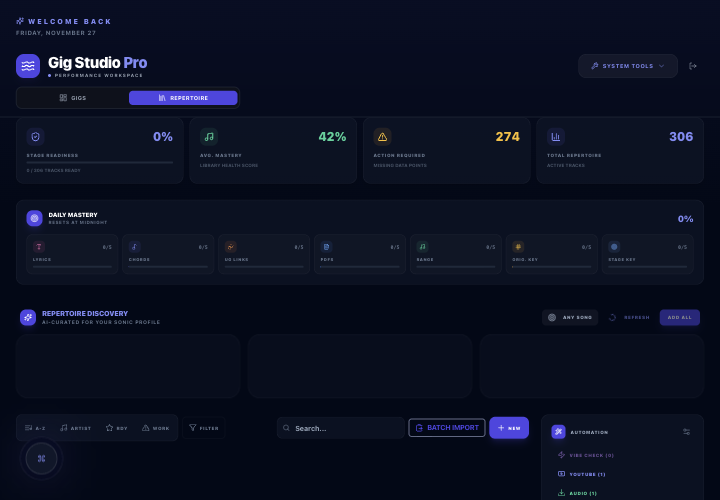 WELCOME BACK
FRIDAY, NOVEMBER 27
Gig Studio Pro
PERFORMANCE WORKSPACE
SYSTEM TOOLS
GIGS
REPERTOIRE
0%
STAGE READINESS
0 / 306 TRACKS READY
42%
AVG. MASTERY
LIBRARY HEALTH SCORE
274
ACTION REQUIRED
MISSING DATA POINTS
306
TOTAL REPERTOIRE
ACTIVE TRACKS
DAILY MASTERY
RESETS AT MIDNIGHT
0%
0/5
LYRICS
0/5
CHORDS
0/5
UG LINKS
0/5
PDFS
0/5
RANGE
0/5
ORIG. KEY
0/5
STAGE KEY
REPERTOIRE DISCOVERY
AI-CURATED FOR YOUR SONIC PROFILE
ANY SONG
REFRESH
ADD ALL
A-Z
ARTIST
RDY
WORK
FILTER
Search...
BATCH IMPORT
NEW
AUTOMATION
VIBE CHECK (0)
YOUTUBE (1)
AUDIO (1)